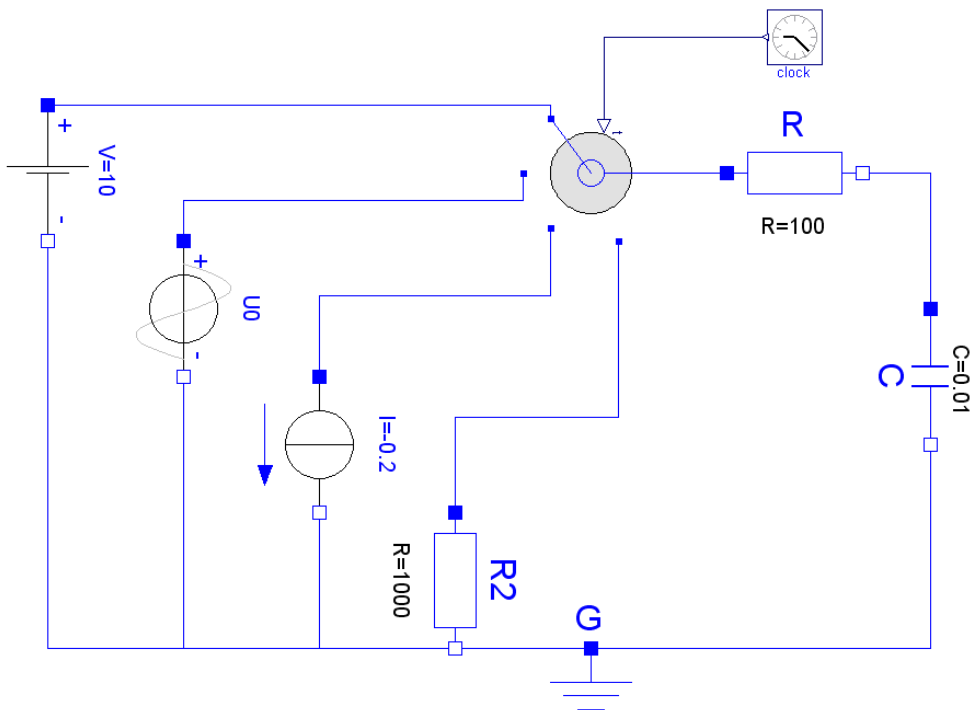 clock
+
V=10
-
R
R=100
+
U0
-
C
C=0.01
I=-0.2
R=1000
R2
G